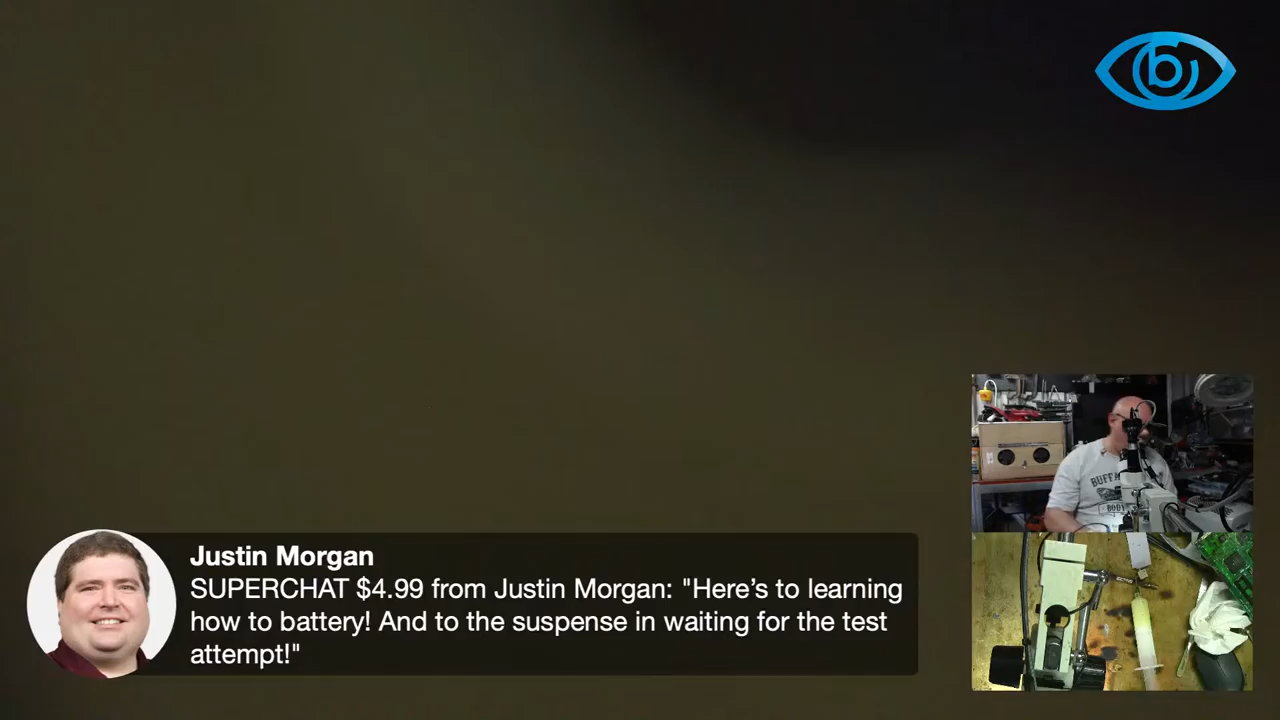 b
Justin Morgan
SUPERCHAT $4.99 from Justin Morgan: "Here’s to learning
how to battery! And to the suspense in waiting for the test
attempt!"
BODY